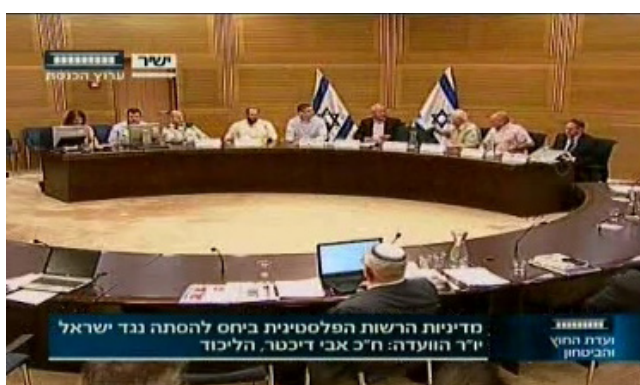 ישיר
ערוץ הכנסת
מדיניות הרשות הפלסטינית ביחס להסתה נגד ישראל
יו"ר הוועדה: ח"כ אבי דיכטר, הליכוד
ועדת החוץ
והביטחון